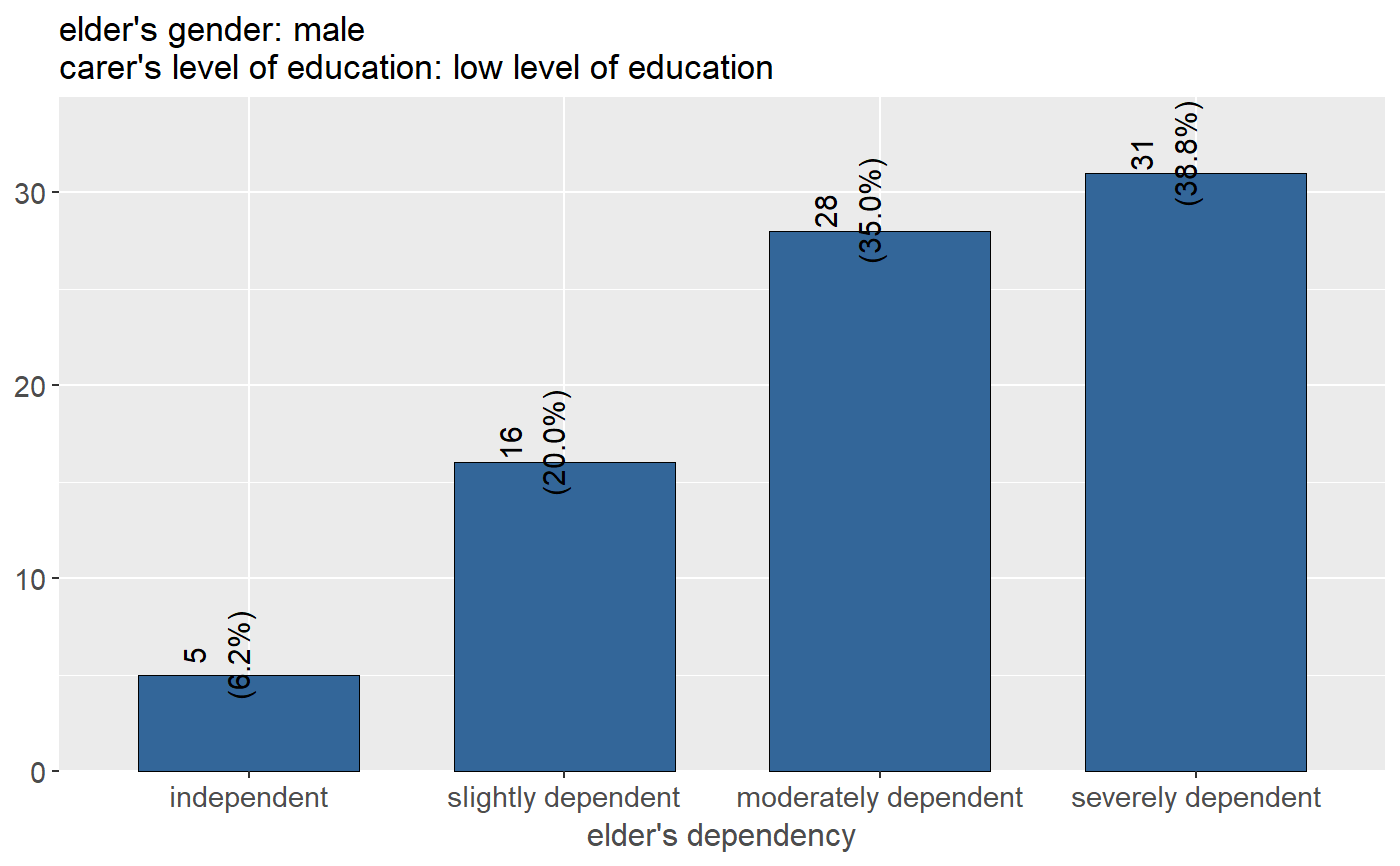 elder's gender: male
carer's level of education: low level of education
30
20
10
0
5
(6.2%)
16
(20.0%)
28
(35.0%)
31
(38.8%)
independent
slightly dependent
moderately dependent
severely dependent
elder's dependency